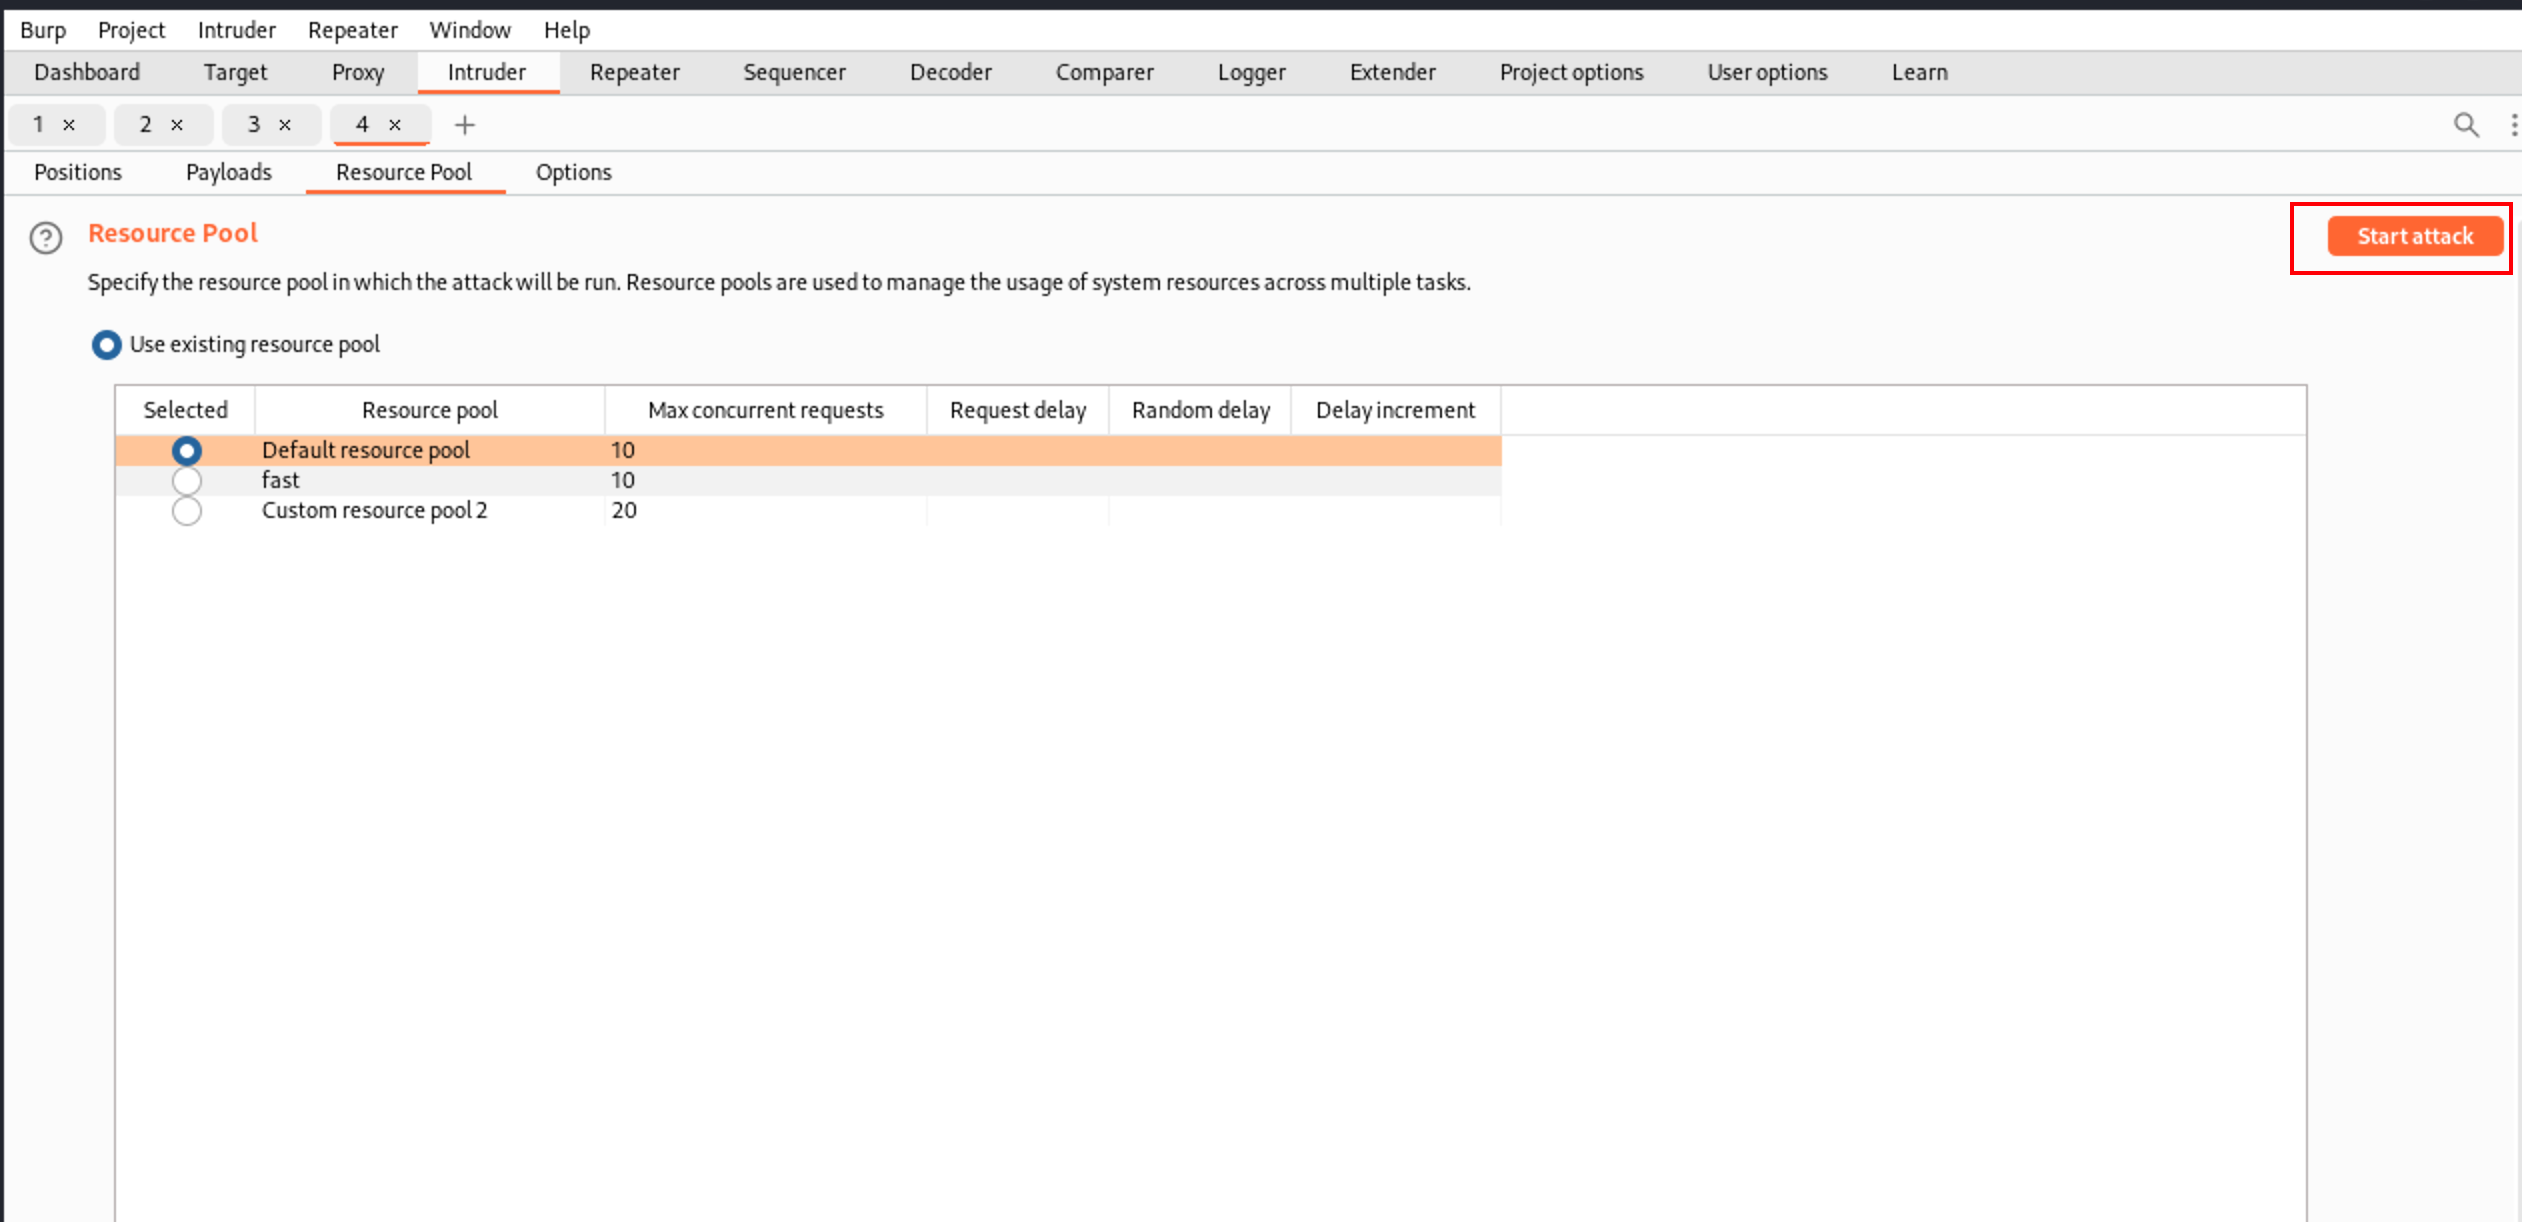 Burp Project Intruder Repeater Window Help
Dashboard Target Proxy Intruder Repeater Sequencer Decoder Comparer Logger Extender Project options User options Learn
1 × 2 × 3 × 4 × +
Positions Payloads Resource Pool Options
? Resource Pool Start attack
Specify the resource pool in which the attack will be run. Resource pools are used to manage the usage of system resources across multiple tasks.
Use existing resource pool
Selected Resource pool Max concurrent requests Request delay Random delay Delay increment
Default resource pool 10
fast 10
Custom resource pool 2 20